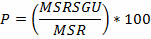 P = (MSRSGU / MSR) * 100